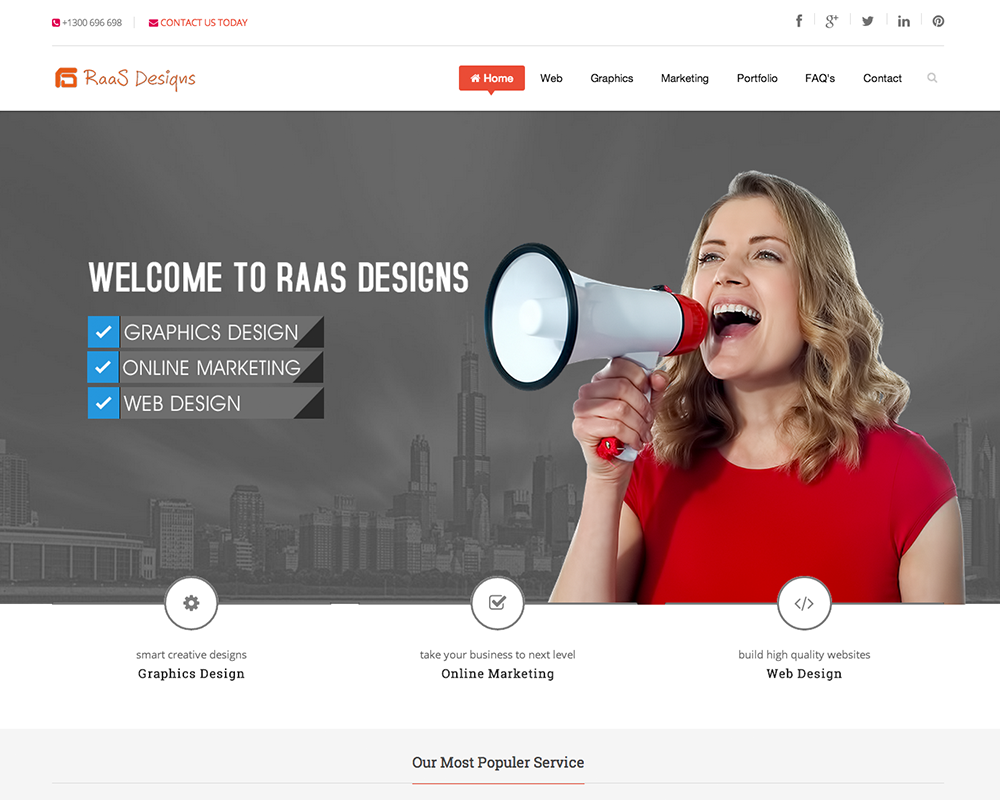 +1300 696 698 CONTACT US TODAY
RaaS Designs
Home Web Graphics Marketing Portfolio FAQ's Contact
WELCOME TO RAAS DESIGNS
GRAPHICS DESIGN
ONLINE MARKETING
WEB DESIGN
smart creative designs
Graphics Design
take your business to next level
Online Marketing
build high quality websites
Web Design
Our Most Populer Service